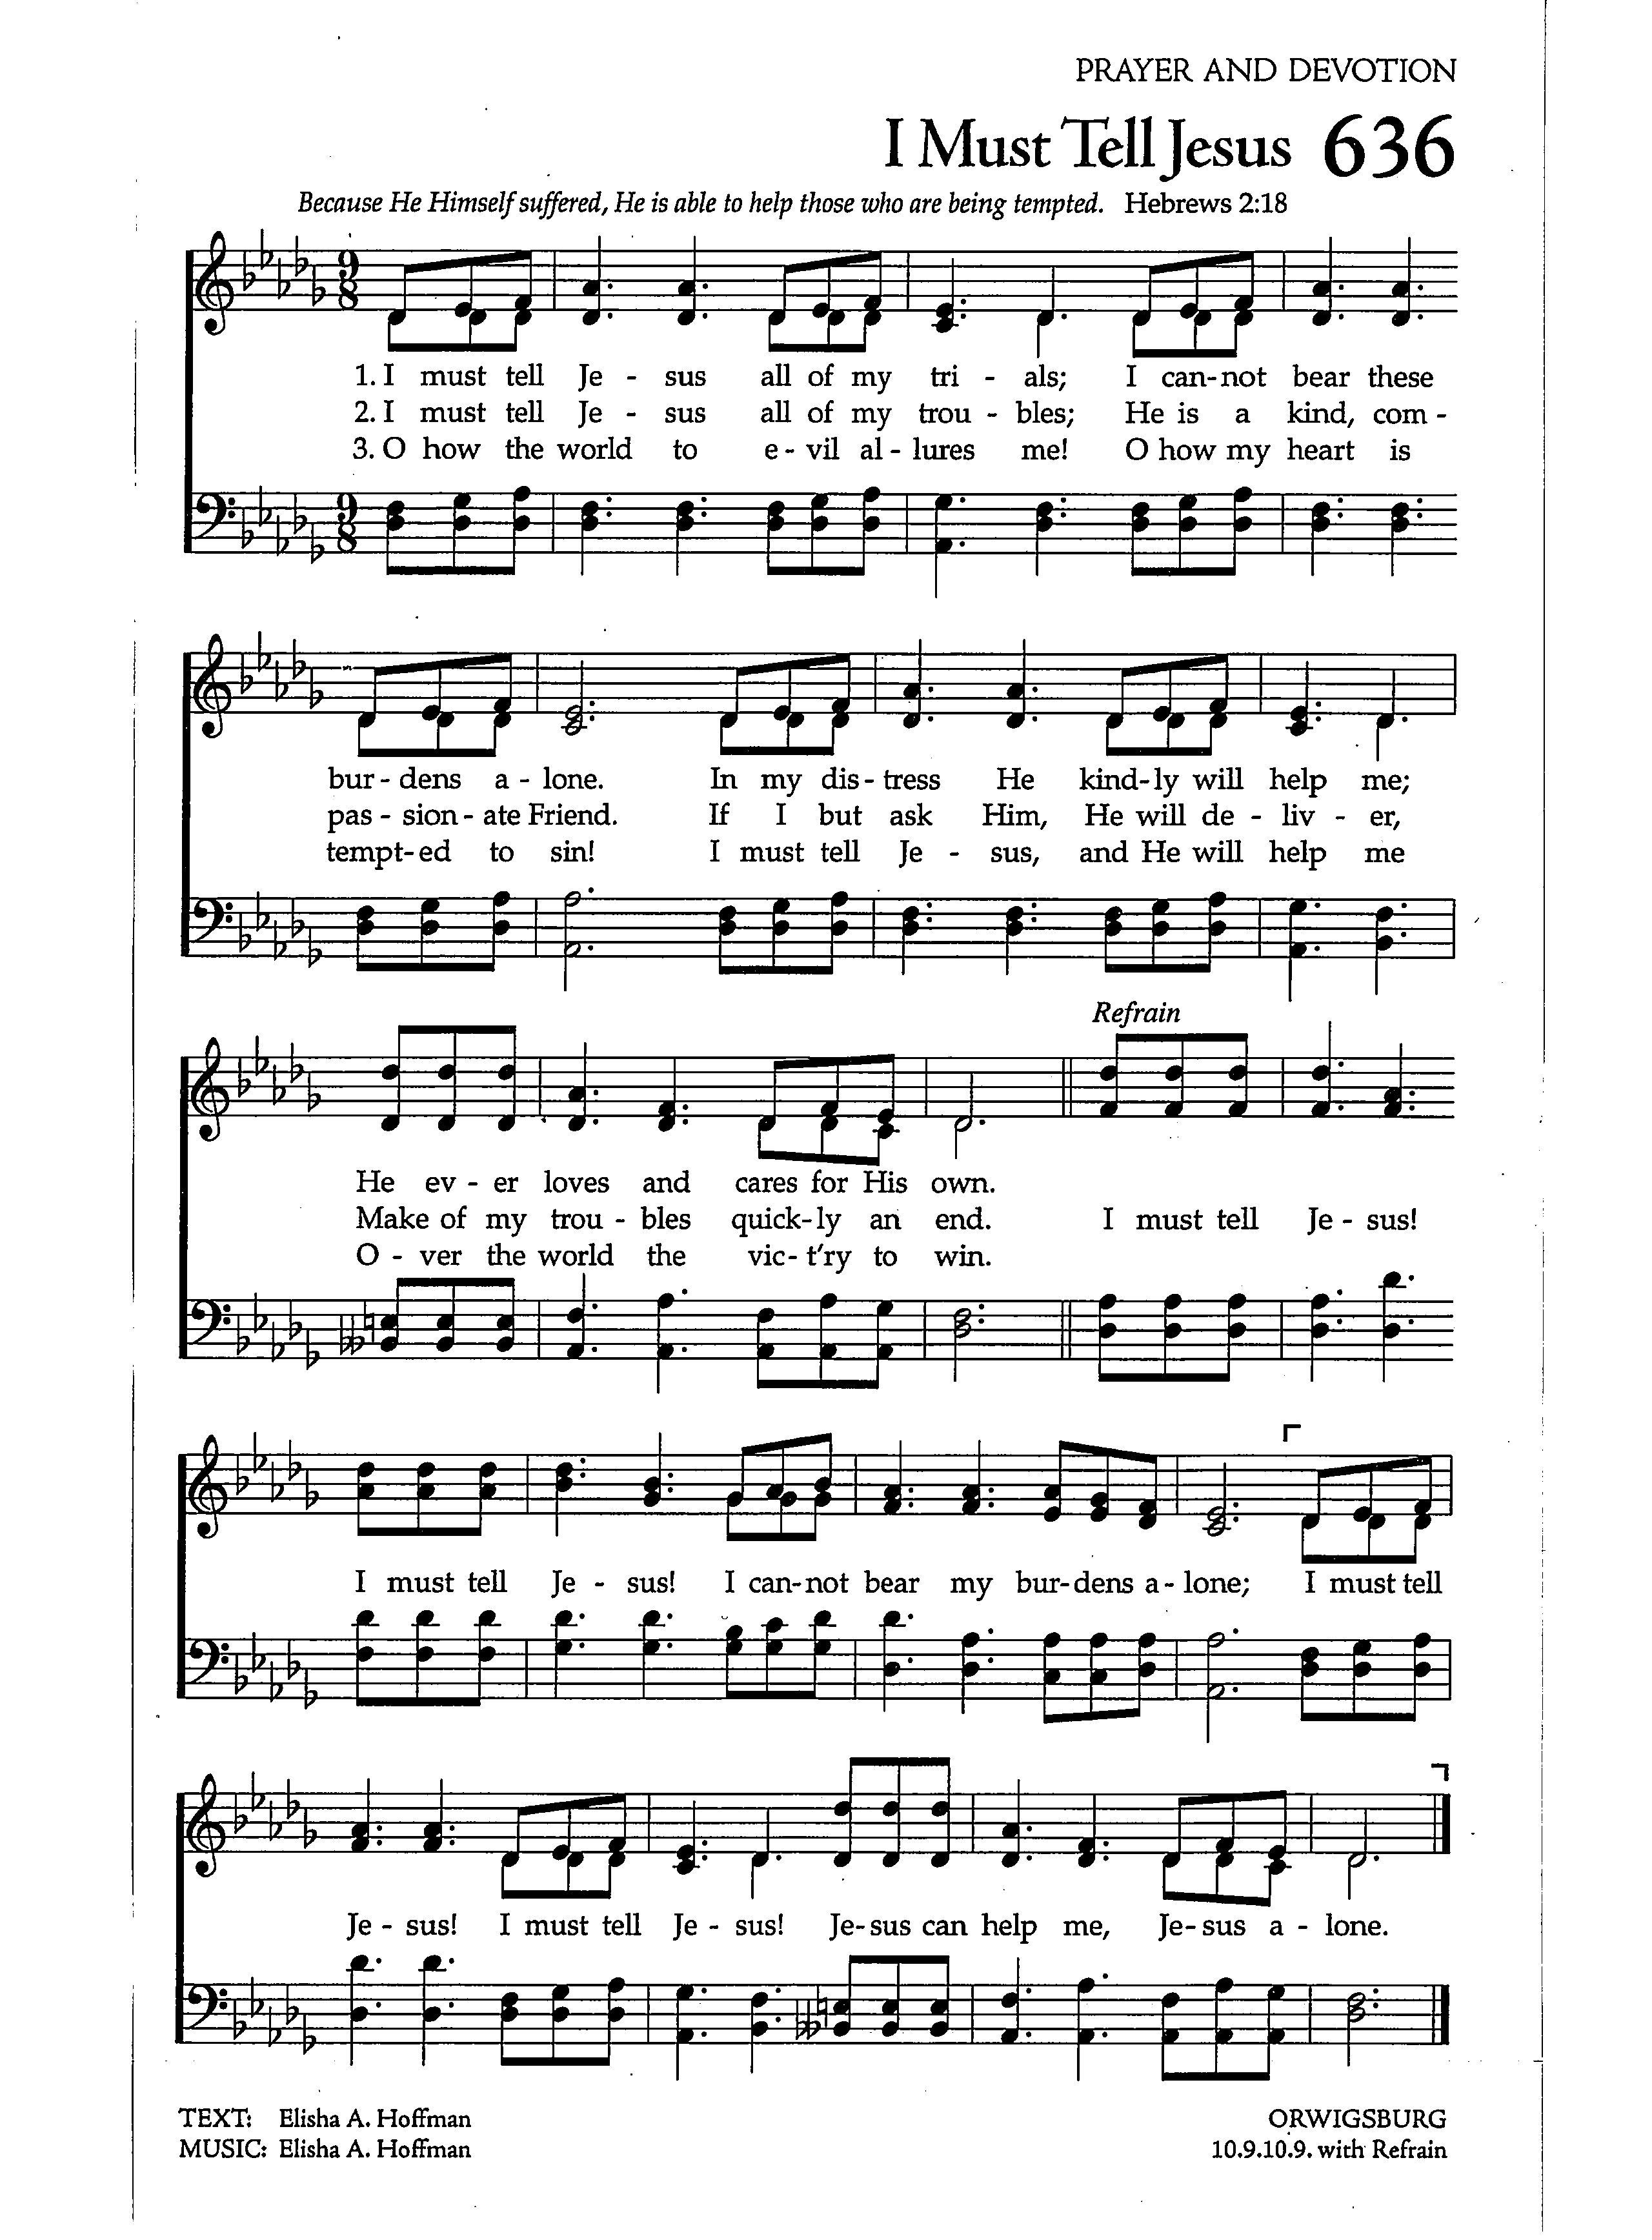 PRAYER AND DEVOTION
I Must Tell Jesus 636
Because He Himself suffered, He is able to help those who are being tempted. Hebrews 2:18
9 8
1. I must tell Je - sus all of my tri - als; I can-not bear these
2. I must tell Je - sus all of my trou - bles; He is a kind, com -
3. O how the world to e - vil al - lures me! O how my heart is
9 8
bur - dens a - lone. In my dis - tress He kind-ly will help me;
pas - sion - ate Friend. If I but ask Him, He will de - liv - er,
tempt-ed to sin! I must tell Je - sus, and He will help me
Refrain
He ev - er loves and cares for His own.
Make of my trou - bles quick-ly an end. I must tell Je - sus!
O - ver the world the vic - t'ry to win.
I must tell Je - sus! I can-not bear my bur-dens a - lone; I must tell
Je - sus! I must tell Je - sus! Je-sus can help me, Je-sus a - lone.
TEXT: Elisha A. Hoffman ORWIGSBURG
MUSIC: Elisha A. Hoffman 10.9.10.9. with Refrain